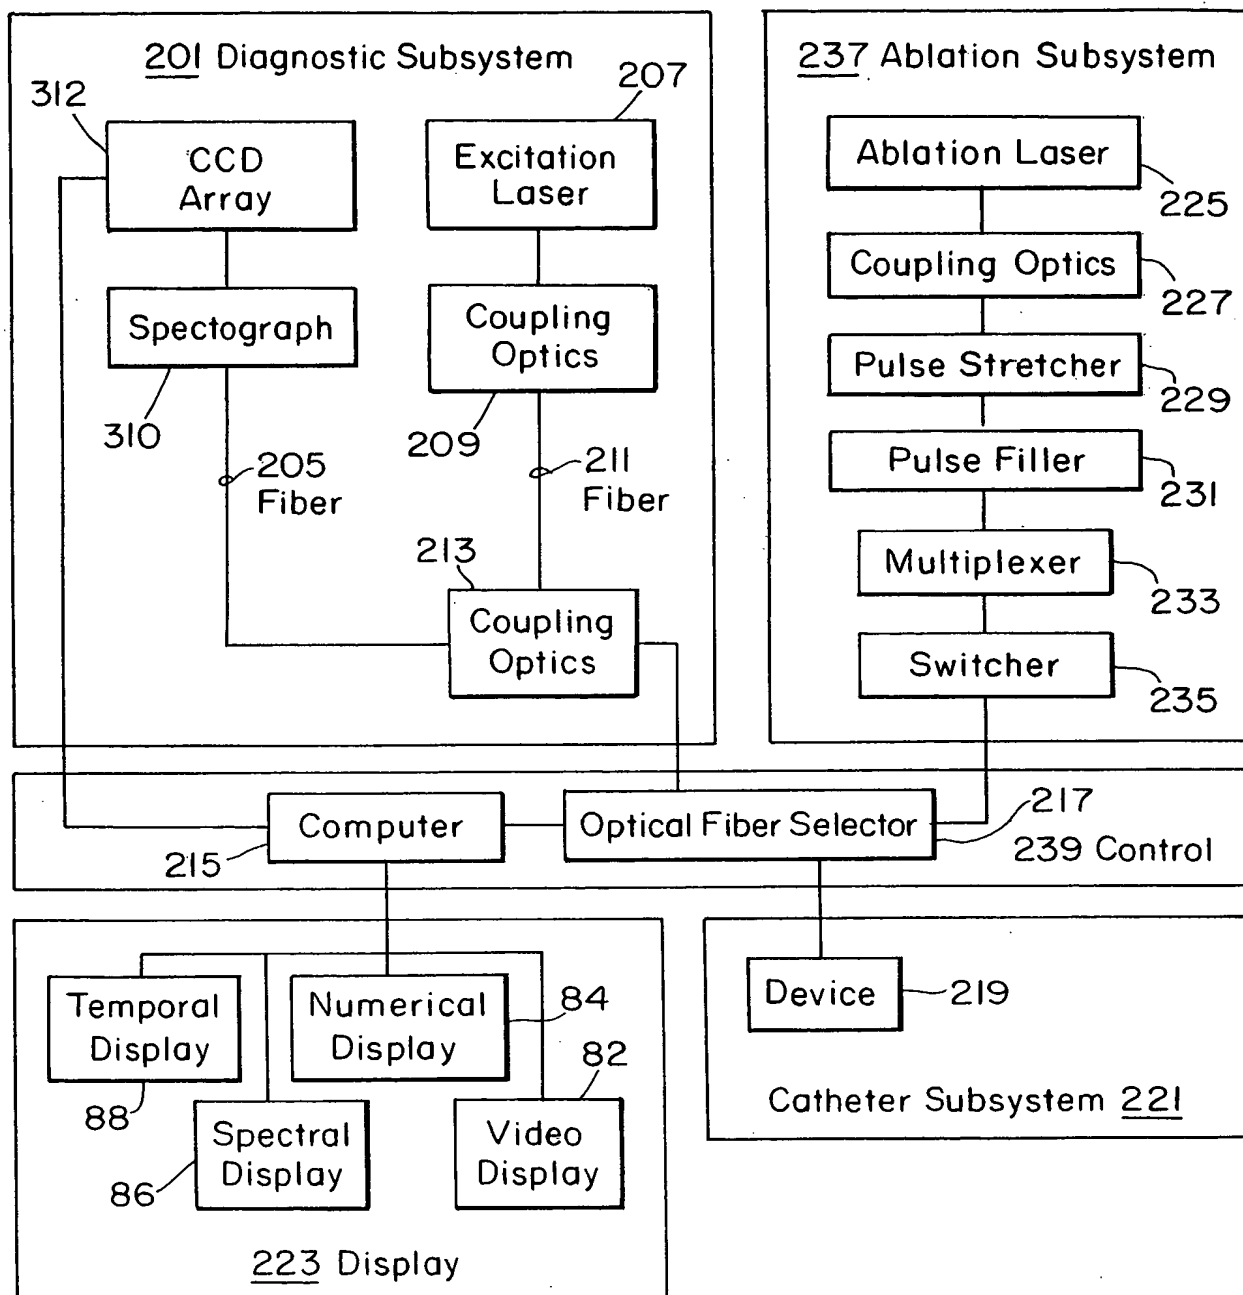 201 Diagnostic Subsystem
312
207
CCD
Array
Excitation
Laser
Spectograph
310
Coupling
Optics
209
205
Fiber
211
Fiber
213
Coupling
Optics
237 Ablation Subsystem
Ablation Laser
225
Coupling Optics
227
Pulse Stretcher
229
Pulse Filler
231
Multiplexer
233
Switcher
235
Computer
215
Optical Fiber Selector
217
239 Control
Temporal
Display
88
Numerical
Display
84
82
Spectral
Display
86
Video
Display
223 Display
Device
219
Catheter Subsystem 221